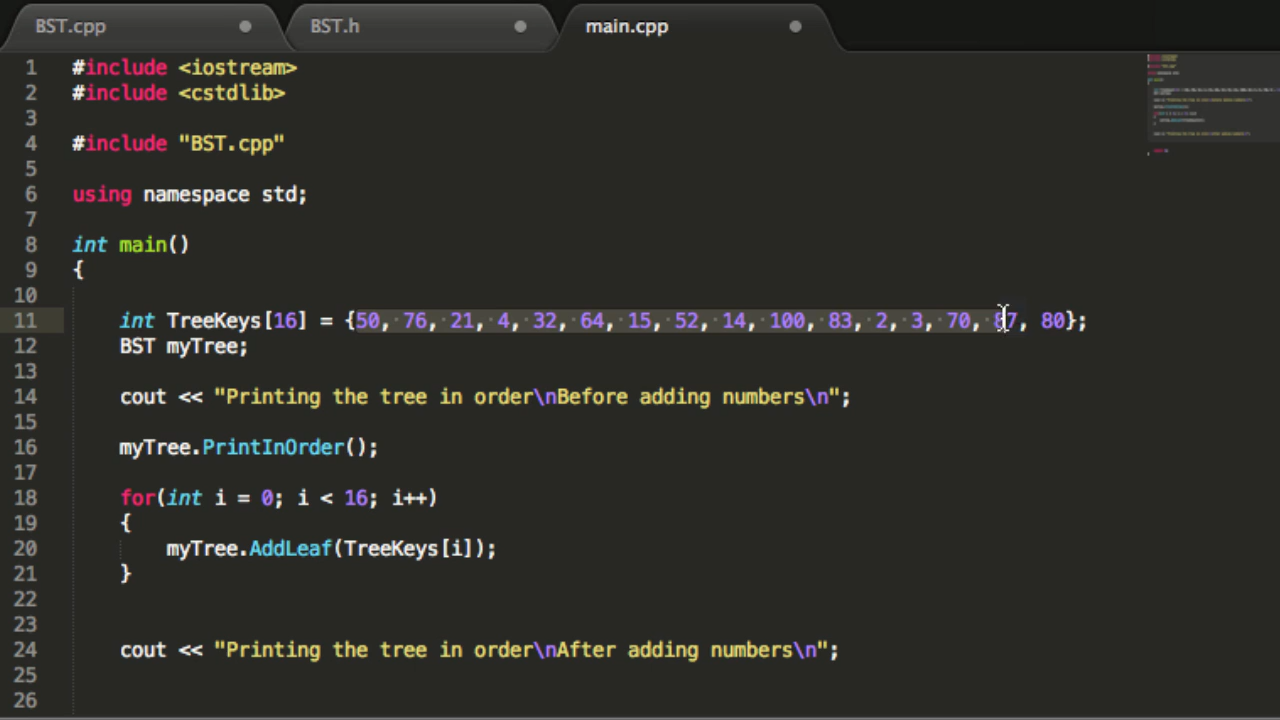 BST.cpp BST.h main.cpp
1 #include <iostream>
2 #include <cstdlib>
3
4 #include "BST.cpp"
5
6 using namespace std;
7
8 int main()
9 {
10
11 int TreeKeys[16] = {50, 76, 21, 4, 32, 64, 15, 52, 14, 100, 83, 2, 3, 70, 87, 80};
12 BST myTree;
13
14 cout << "Printing the tree in order\nBefore adding numbers\n";
15
16 myTree.PrintInOrder();
17
18 for(int i = 0; i < 16; i++)
19 {
20 myTree.AddLeaf(TreeKeys[i]);
21 }
22
23
24 cout << "Printing the tree in order\nAfter adding numbers\n";
25
26